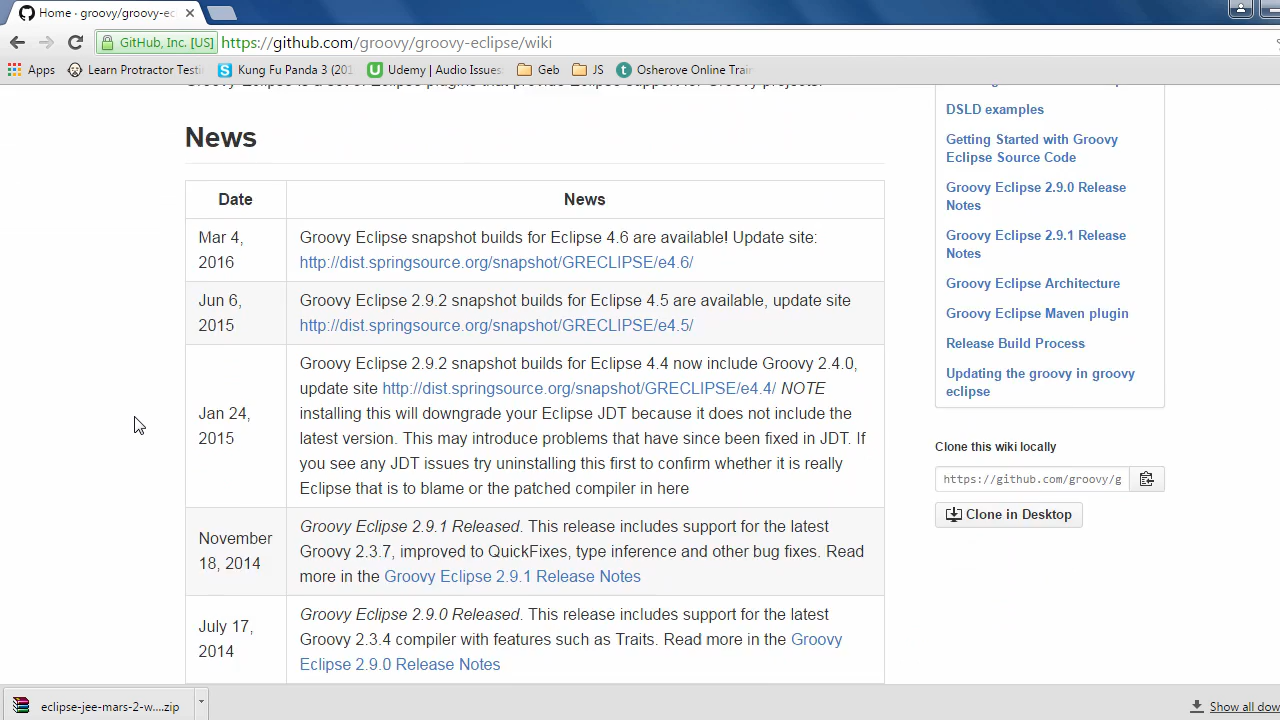 Home · groovy/groovy-ec
GitHub, Inc. [US] https://github.com/groovy/groovy-eclipse/wiki
Apps Learn Protractor Testi Kung Fu Panda 3 (201 Udemy | Audio Issues Geb JS Osherove Online Train
Groovy Eclipse is a set of Eclipse plugins that provide Eclipse support for Groovy projects.
News
Date News
Mar 4,
2016
Groovy Eclipse snapshot builds for Eclipse 4.6 are available! Update site:
http://dist.springsource.org/snapshot/GRECLIPSE/e4.6/
Jun 6,
2015
Groovy Eclipse 2.9.2 snapshot builds for Eclipse 4.5 are available, update site
http://dist.springsource.org/snapshot/GRECLIPSE/e4.5/
Jan 24,
2015
Groovy Eclipse 2.9.2 snapshot builds for Eclipse 4.4 now include Groovy 2.4.0,
update site http://dist.springsource.org/snapshot/GRECLIPSE/e4.4/ NOTE
installing this will downgrade your Eclipse JDT because it does not include the
latest version. This may introduce problems that have since been fixed in JDT. If
you see any JDT issues try uninstalling this first to confirm whether it is really
Eclipse that is to blame or the patched compiler in here
November
18, 2014
Groovy Eclipse 2.9.1 Released. This release includes support for the latest
Groovy 2.3.7, improved to QuickFixes, type inference and other bug fixes. Read
more in the Groovy Eclipse 2.9.1 Release Notes
July 17,
2014
Groovy Eclipse 2.9.0 Released. This release includes support for the latest
Groovy 2.3.4 compiler with features such as Traits. Read more in the Groovy
Eclipse 2.9.0 Release Notes
DSLD examples
Getting Started with Groovy
Eclipse Source Code
Groovy Eclipse 2.9.0 Release
Notes
Groovy Eclipse 2.9.1 Release
Notes
Groovy Eclipse Architecture
Groovy Eclipse Maven plugin
Release Build Process
Updating the groovy in groovy
eclipse
Clone this wiki locally
https://github.com/groovy/g
Clone in Desktop
eclipse-jee-mars-2-w....zip
Show all dow